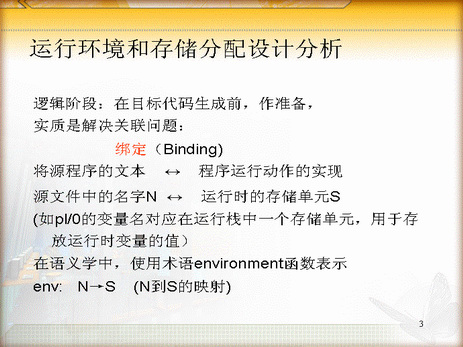 运行环境和存储分配设计分析
逻辑阶段：在目标代码生成前，作准备，
实质是解决关联问题：
绑定（Binding)
将源程序的文本 ↔ 程序运行动作的实现
源文件中的名字N ↔ 运行时的存储单元S
(如pl/0的变量名对应在运行栈中一个存储单元，用于存
放运行时变量的值）
在语义学中，使用术语environment函数表示
env: N→S (N到S的映射)
3